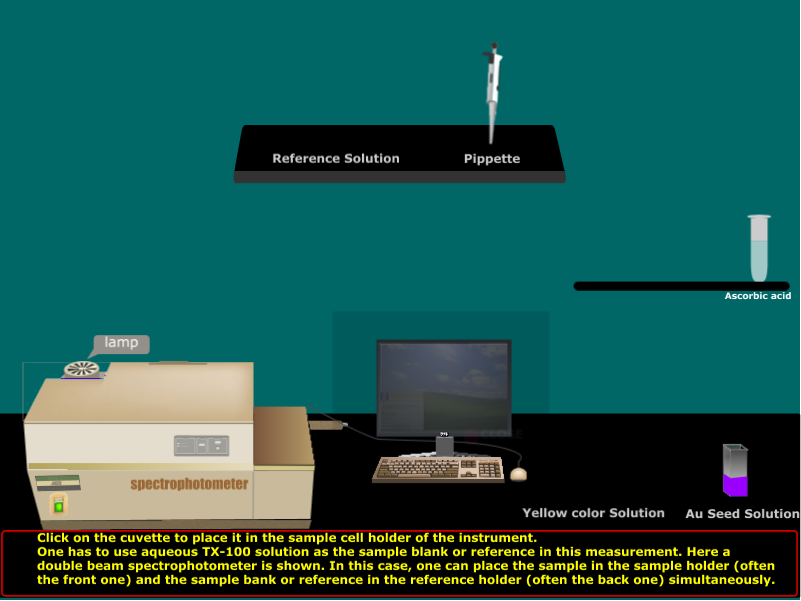 Reference Solution
Pippette
Ascorbic acid
lamp
spectrophotometer
Yellow color Solution
Au Seed Solution
Click on the cuvette to place it in the sample cell holder of the instrument.
One has to use aqueous TX-100 solution as the sample blank or reference in this measurement. Here a
double beam spectrophotometer is shown. In this case, one can place the sample in the sample holder (often
the front one) and the sample bank or reference in the reference holder (often the back one) simultaneously.